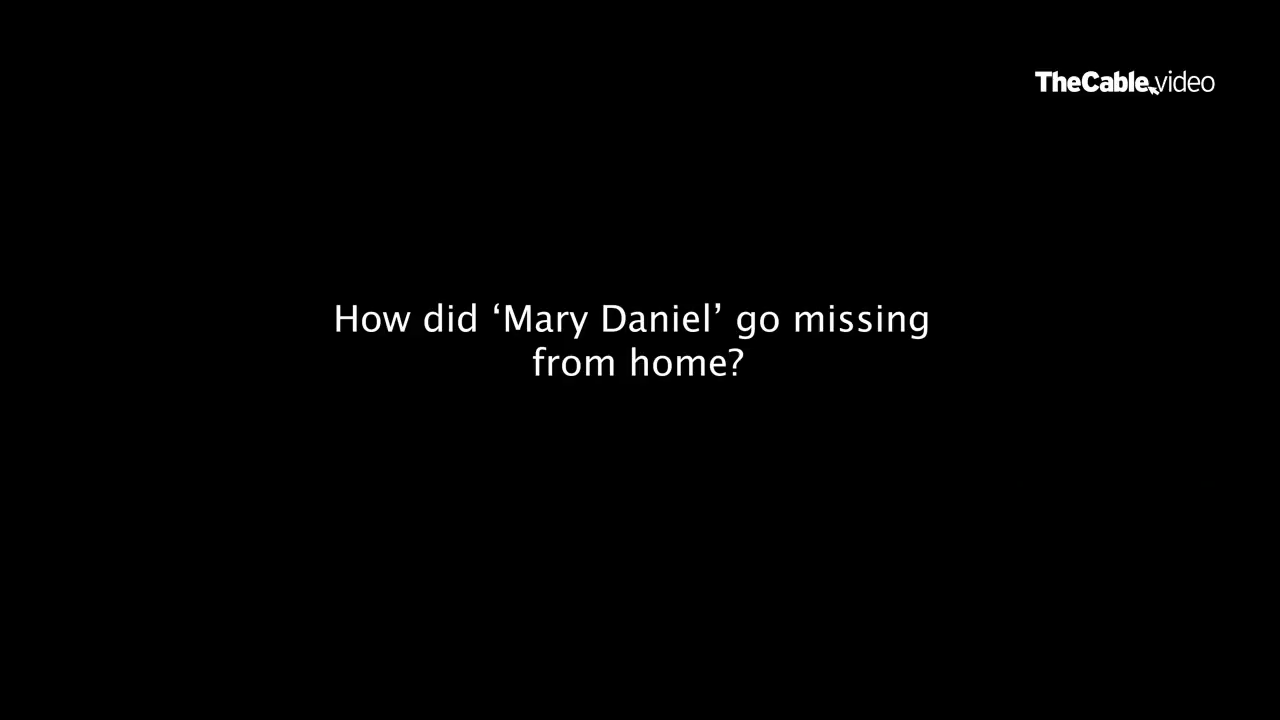 TheCable.video
How did ‘Mary Daniel’ go missing
from home?